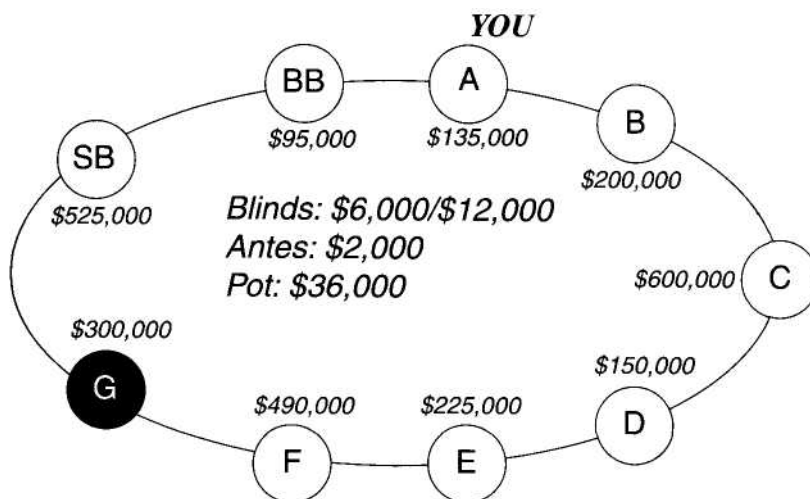 YOU
BB
A
$95,000
$135,000
B
$200,000
SB
$525,000
Blinds: $6,000/$12,000
Antes: $2,000
Pot: $36,000
$600,000
C
$300,000
G
$150,000
D
$490,000
$225,000
F
E